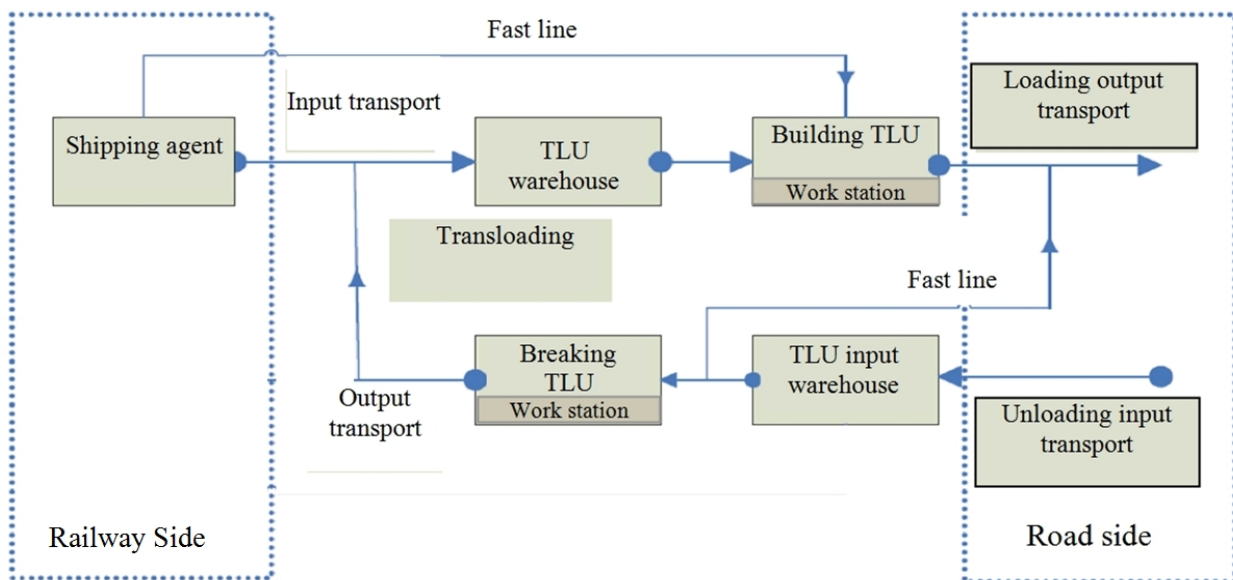 Fast line
Loading output
transport
Input transport
Shipping agent
TLU
warehouse
Building TLU
Work station
Transloading
Fast line
Breaking
TLU
Work station
TLU input
warehouse
Output
transport
Unloading input
transport
Railway Side
Road side